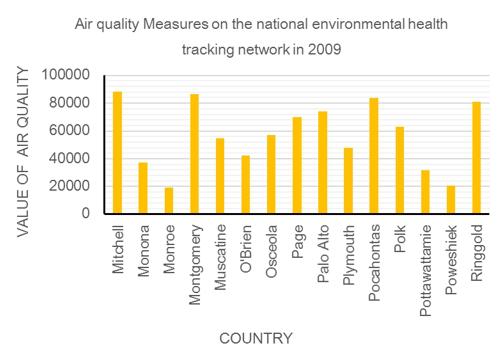 Air quality Measures on the national environmental health
tracking network in 2009
VALUE OF AIR QUALITY
100000
80000
60000
40000
20000
0
Mitchell
Monona
Monroe
Montgomery
Muscatine
O'Brien
Osceola
Page
Palo Alto
Plymouth
Pocahontas
Polk
Pottawattamie
Poweshiek
Ringgold
COUNTRY